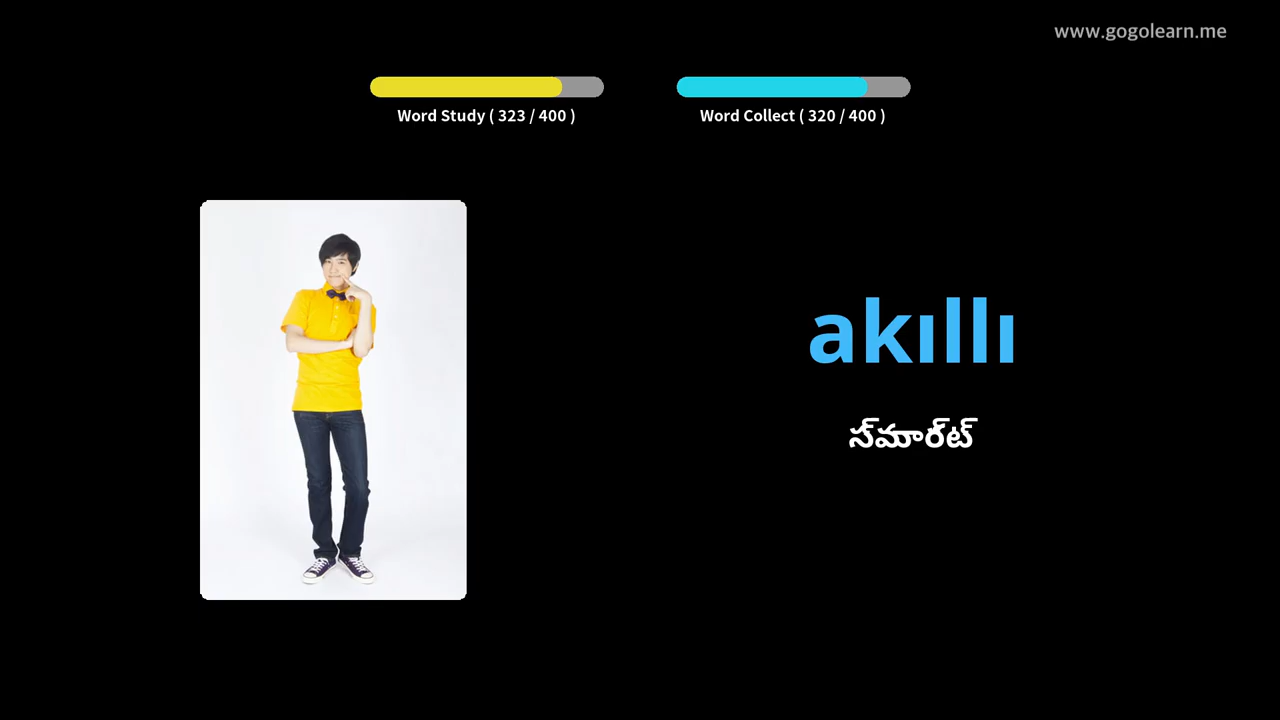 www.gogolearn.me
Word Study ( 323 / 400 )
Word Collect ( 320 / 400 )
akıllı
స్మార్ట్